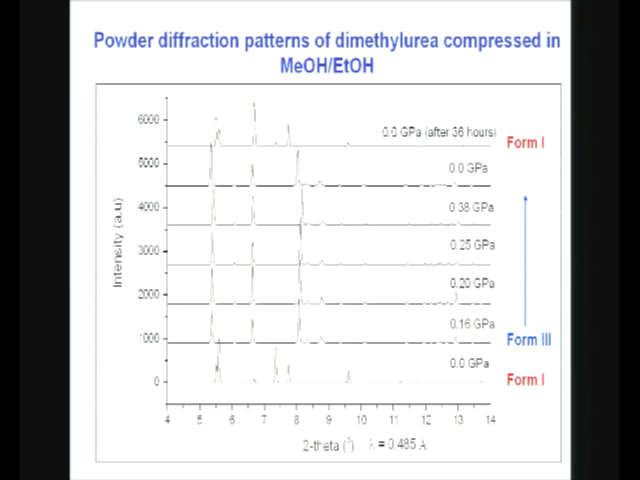 Powder diffraction patterns of dimethylurea compressed in
MeOH/EtOH
0.0 GPa (after 36 hours)
Form I
0.0 GPa
0.38 GPa
0.25 GPa
0.20 GPa
0.16 GPa
Form III
0.0 GPa
Form I
Intensity (a.u)
6000
5000
4000
3000
2000
1000
0
4 5 6 7 8 9 10 11 12 13 14
2-theta (°) λ = 0.485 Å